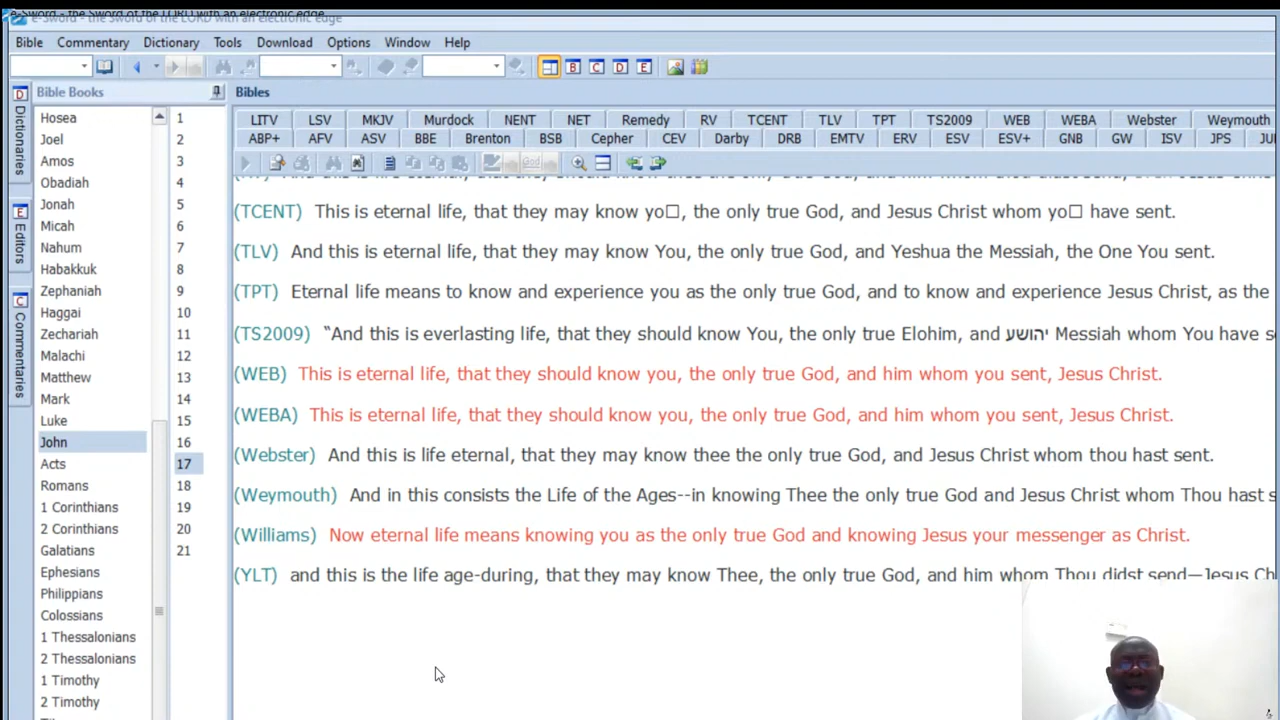 e-Sword - the Sword of the LORD with an electronic edge
Bible Commentary Dictionary Tools Download Options Window Help
B C D E
D Dictionaries
E Editors
C Commentaries
Bible Books
Hosea
Joel
Amos
Obadiah
Jonah
Micah
Nahum
Habakkuk
Zephaniah
Haggai
Zechariah
Malachi
Matthew
Mark
Luke
John
Acts
Romans
1 Corinthians
2 Corinthians
Galatians
Ephesians
Philippians
Colossians
1 Thessalonians
2 Thessalonians
1 Timothy
2 Timothy
1
2
3
4
5
6
7
8
9
10
11
12
13
14
15
16
17
18
19
20
21
Bibles
LITV LSV MKJV Murdock NENT NET Remedy RV TCENT TLV TPT TS2009 WEB WEBA Webster Weymouth
ABP+ AFV ASV BBE Brenton BSB Cepher CEV Darby DRB EMTV ERV ESV ESV+ GNB GW ISV JPS
God
(TCENT) This is eternal life, that they may know yo□, the only true God, and Jesus Christ whom yo□ have sent.
(TLV) And this is eternal life, that they may know You, the only true God, and Yeshua the Messiah, the One You sent.
(TPT) Eternal life means to know and experience you as the only true God, and to know and experience Jesus Christ, as the
(TS2009) “And this is everlasting life, that they should know You, the only true Elohim, and יהושע Messiah whom You have
(WEB) This is eternal life, that they should know you, the only true God, and him whom you sent, Jesus Christ.
(WEBA) This is eternal life, that they should know you, the only true God, and him whom you sent, Jesus Christ.
(Webster) And this is life eternal, that they may know thee the only true God, and Jesus Christ whom thou hast sent.
(Weymouth) And in this consists the Life of the Ages--in knowing Thee the only true God and Jesus Christ whom Thou hast
(Williams) Now eternal life means knowing you as the only true God and knowing Jesus your messenger as Christ.
(YLT) and this is the life age-during, that they may know Thee, the only true God, and him whom Thou didst send—Jesus